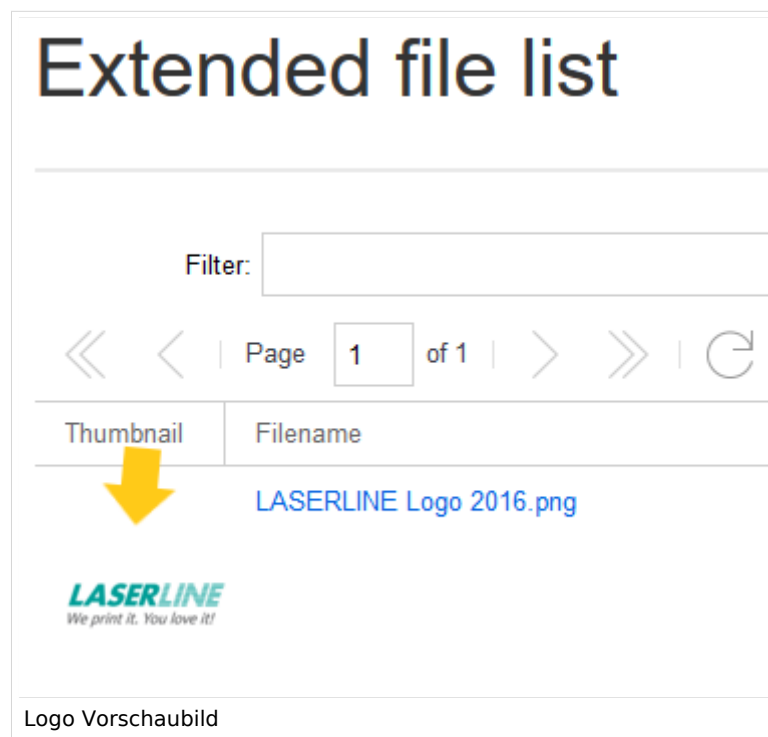 Extended file list
Filter:
Page 1 of 1
Thumbnail Filename
LASERLINE Logo 2016.png
LASERLINE
We print it. You love it!
Logo Vorschaubild